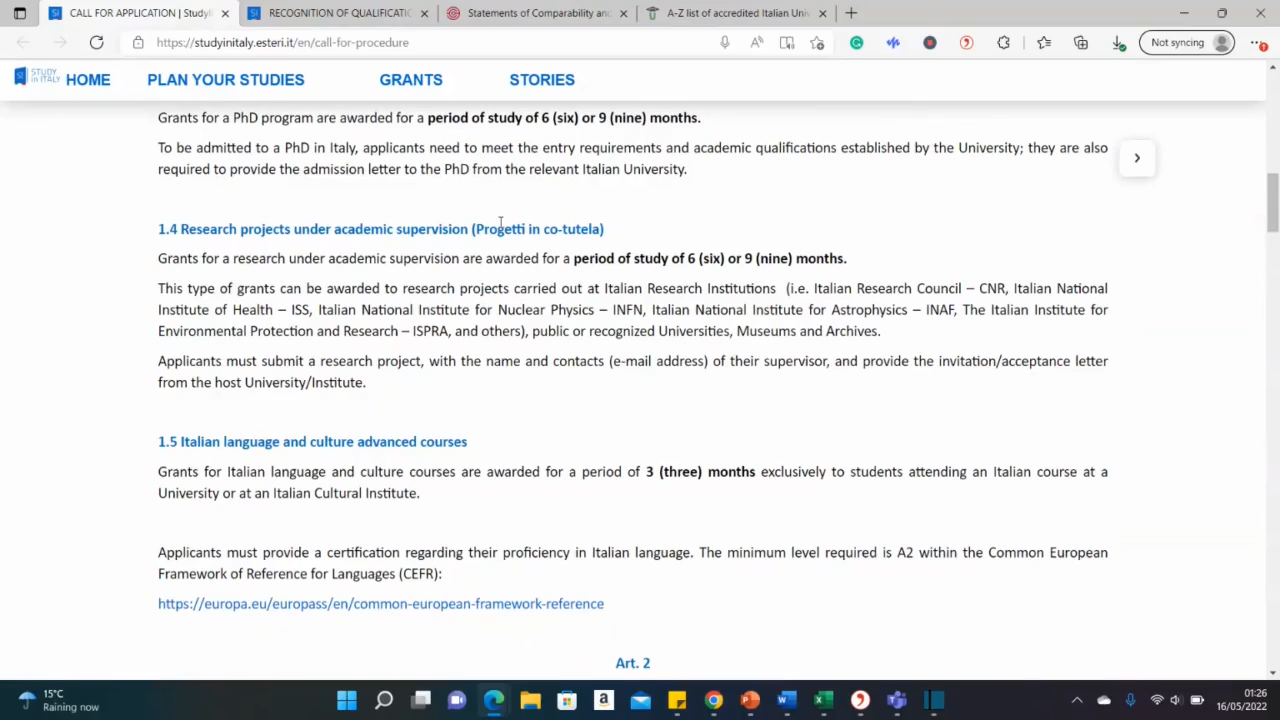 CALL FOR APPLICATION | Studyi
RECOGNITION OF QUALIFICATIO
Statements of Comparability and
A-Z list of accredited Italian Univ
https://studyinitaly.esteri.it/en/call-for-procedure
Not syncing
STUDY
IN ITALY
HOME
PLAN YOUR STUDIES
GRANTS
STORIES
Grants for a PhD program are awarded for a period of study of 6 (six) or 9 (nine) months.
To be admitted to a PhD in Italy, applicants need to meet the entry requirements and academic qualifications established by the University; they are also
required to provide the admission letter to the PhD from the relevant Italian University.
1.4 Research projects under academic supervision (Progetti in co-tutela)
Grants for a research under academic supervision are awarded for a period of study of 6 (six) or 9 (nine) months.
This type of grants can be awarded to research projects carried out at Italian Research Institutions (i.e. Italian Research Council – CNR, Italian National
Institute of Health – ISS, Italian National Institute for Nuclear Physics - INFN, Italian National Institute for Astrophysics – INAF, The Italian Institute for
Environmental Protection and Research – ISPRA, and others), public or recognized Universities, Museums and Archives.
Applicants must submit a research project, with the name and contacts (e-mail address) of their supervisor, and provide the invitation/acceptance letter
from the host University/Institute.
1.5 Italian language and culture advanced courses
Grants for Italian language and culture courses are awarded for a period of 3 (three) months exclusively to students attending an Italian course at a
University or at an Italian Cultural Institute.
Applicants must provide a certification regarding their proficiency in Italian language. The minimum level required is A2 within the Common European
Framework of Reference for Languages (CEFR):
https://europa.eu/europass/en/common-european-framework-reference
Art. 2
15°C
Raining now
01:26
16/05/2022